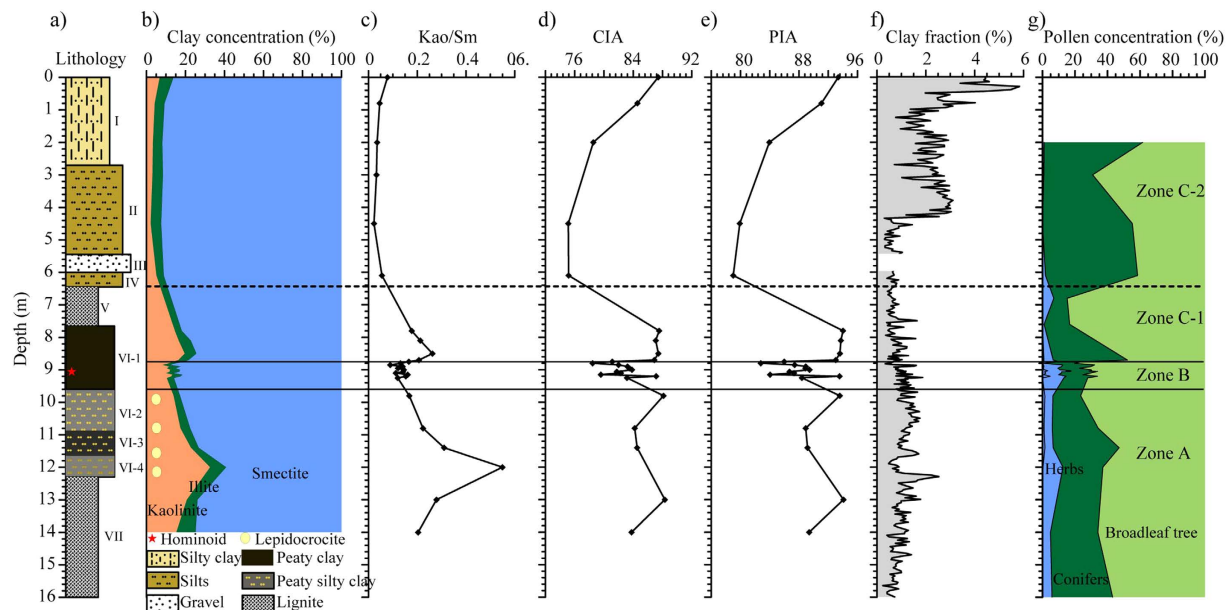 a) b) c) d) e) f) g)
Lithology
Clay concentration (%)
Kao/Sm
CIA
PIA
Clay fraction (%)
Pollen concentration (%)
0 20 40 60 80 100
0 0.2 0.4 06.
76 84 92
80 88 96
2 4 6
0 20 40 60 80 100
Depth (m)
0
1
2
3
4
5
6
7
8
9
10
11
12
13
14
15
16
I
II
III
IV
V
VI-1
VI-2
VI-3
VI-4
VII
Smectite
Illite
Kaolinite
Zone C-2
Zone C-1
Zone B
Zone A
Herbs
Broadleaf tree
Conifers
Hominoid
Lepidocrocite
Silty clay
Peaty clay
Silts
Peaty silty clay
Gravel
Lignite